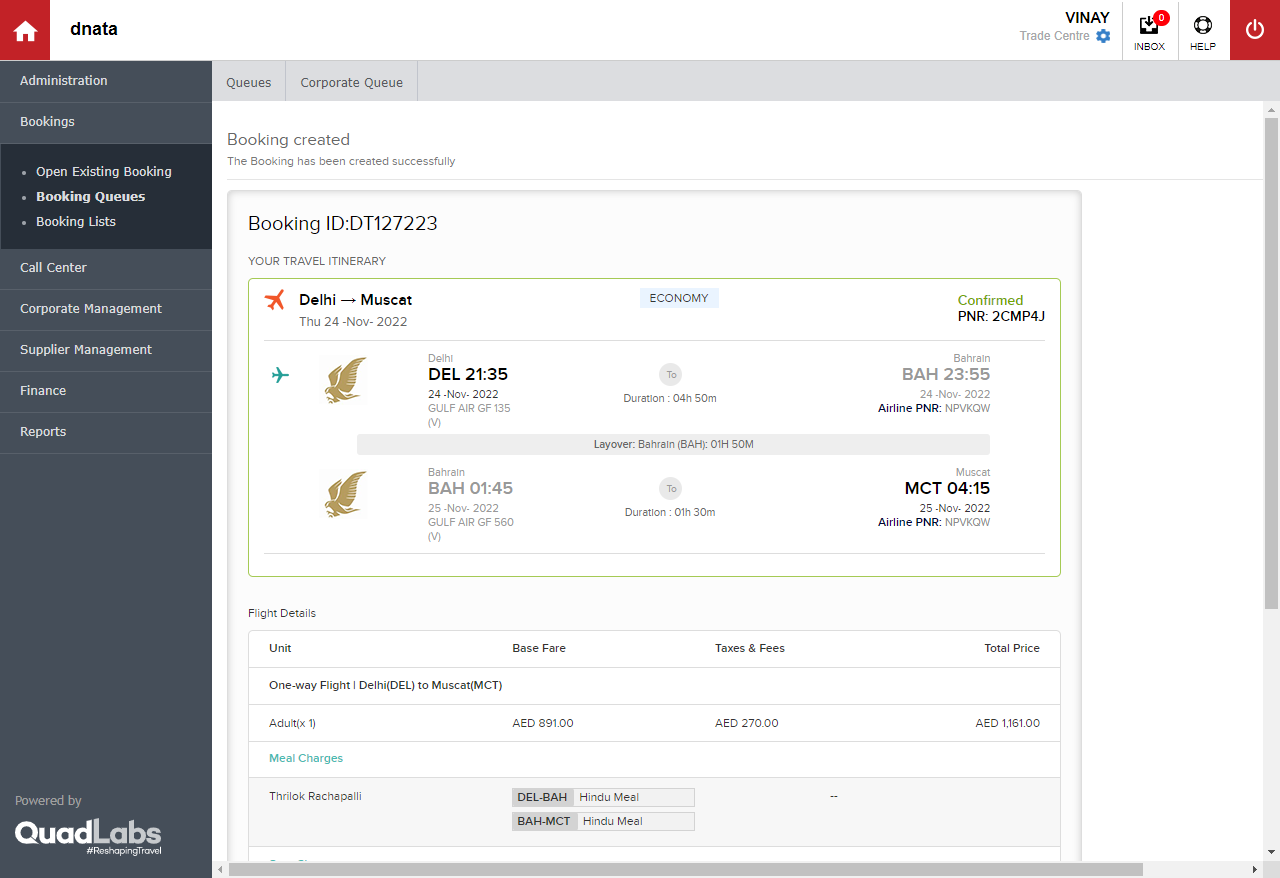 dnata
VINAY
Trade Centre
0
INBOX
HELP
Administration
Bookings
Open Existing Booking
Booking Queues
Booking Lists
Call Center
Corporate Management
Supplier Management
Finance
Reports
Powered by
QuadLabs
#ReshapingTravel
Queues
Corporate Queue
Booking created
The Booking has been created successfully
Booking ID:DT127223
YOUR TRAVEL ITINERARY
Delhi → Muscat
Thu 24 -Nov- 2022
ECONOMY
Confirmed
PNR: 2CMP4J
Delhi
DEL 21:35
24 -Nov- 2022
GULF AIR GF 135
(V)
To
Duration : 04h 50m
Bahrain
BAH 23:55
24 -Nov- 2022
Airline PNR: NPVKQW
Layover: Bahrain (BAH): 01H 50M
Bahrain
BAH 01:45
25 -Nov- 2022
GULF AIR GF 560
(V)
To
Duration : 01h 30m
Muscat
MCT 04:15
25 -Nov- 2022
Airline PNR: NPVKQW
Flight Details
Unit Base Fare Taxes & Fees Total Price
One-way Flight | Delhi(DEL) to Muscat(MCT)
Adult(x 1) AED 891.00 AED 270.00 AED 1,161.00
Meal Charges
Thrilok Rachapalli DEL-BAH Hindu Meal --
BAH-MCT Hindu Meal